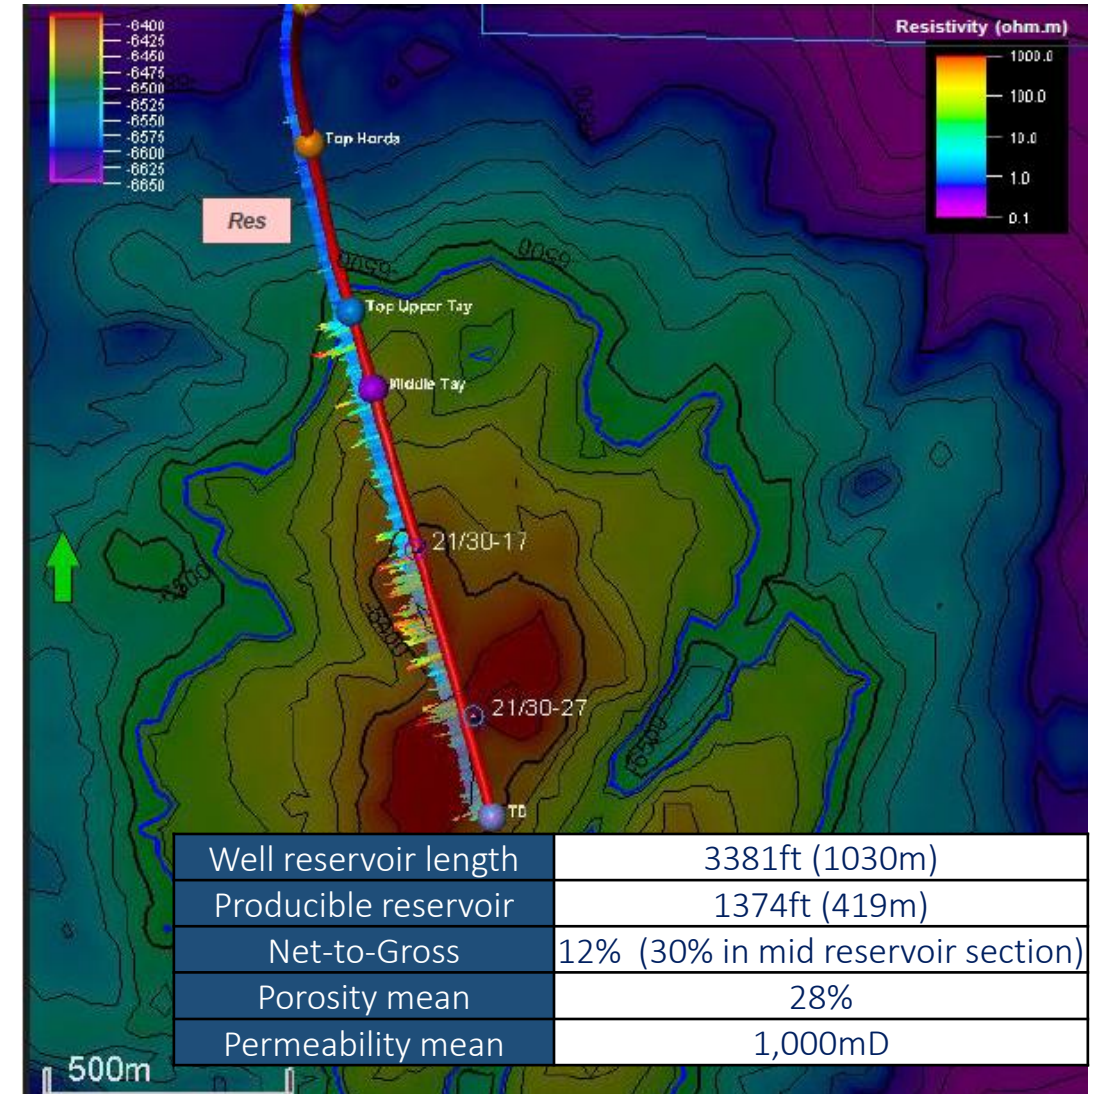 -6400
-6425
-6450
-6475
-6500
-6525
-6550
-6575
-6600
-6625
-6650
Resistivity (ohm.m)
1000.0
100.0
10.0
1.0
0.1
Top Horda
Res
-6500
-6500
Top Upper Tay
Middle Tay
21/30-17
21/30-27
TD
Well reservoir length 3381ft (1030m)
Producible reservoir 1374ft (419m)
Net-to-Gross 12% (30% in mid reservoir section)
Porosity mean 28%
Permeability mean 1,000mD
500m